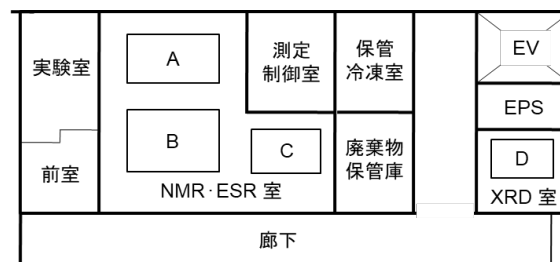 実験室
前室
A
B
C
NMR·ESR 室
測定
制御室
保管
冷凍室
廃棄物
保管庫
EV
EPS
D
XRD 室
廊下